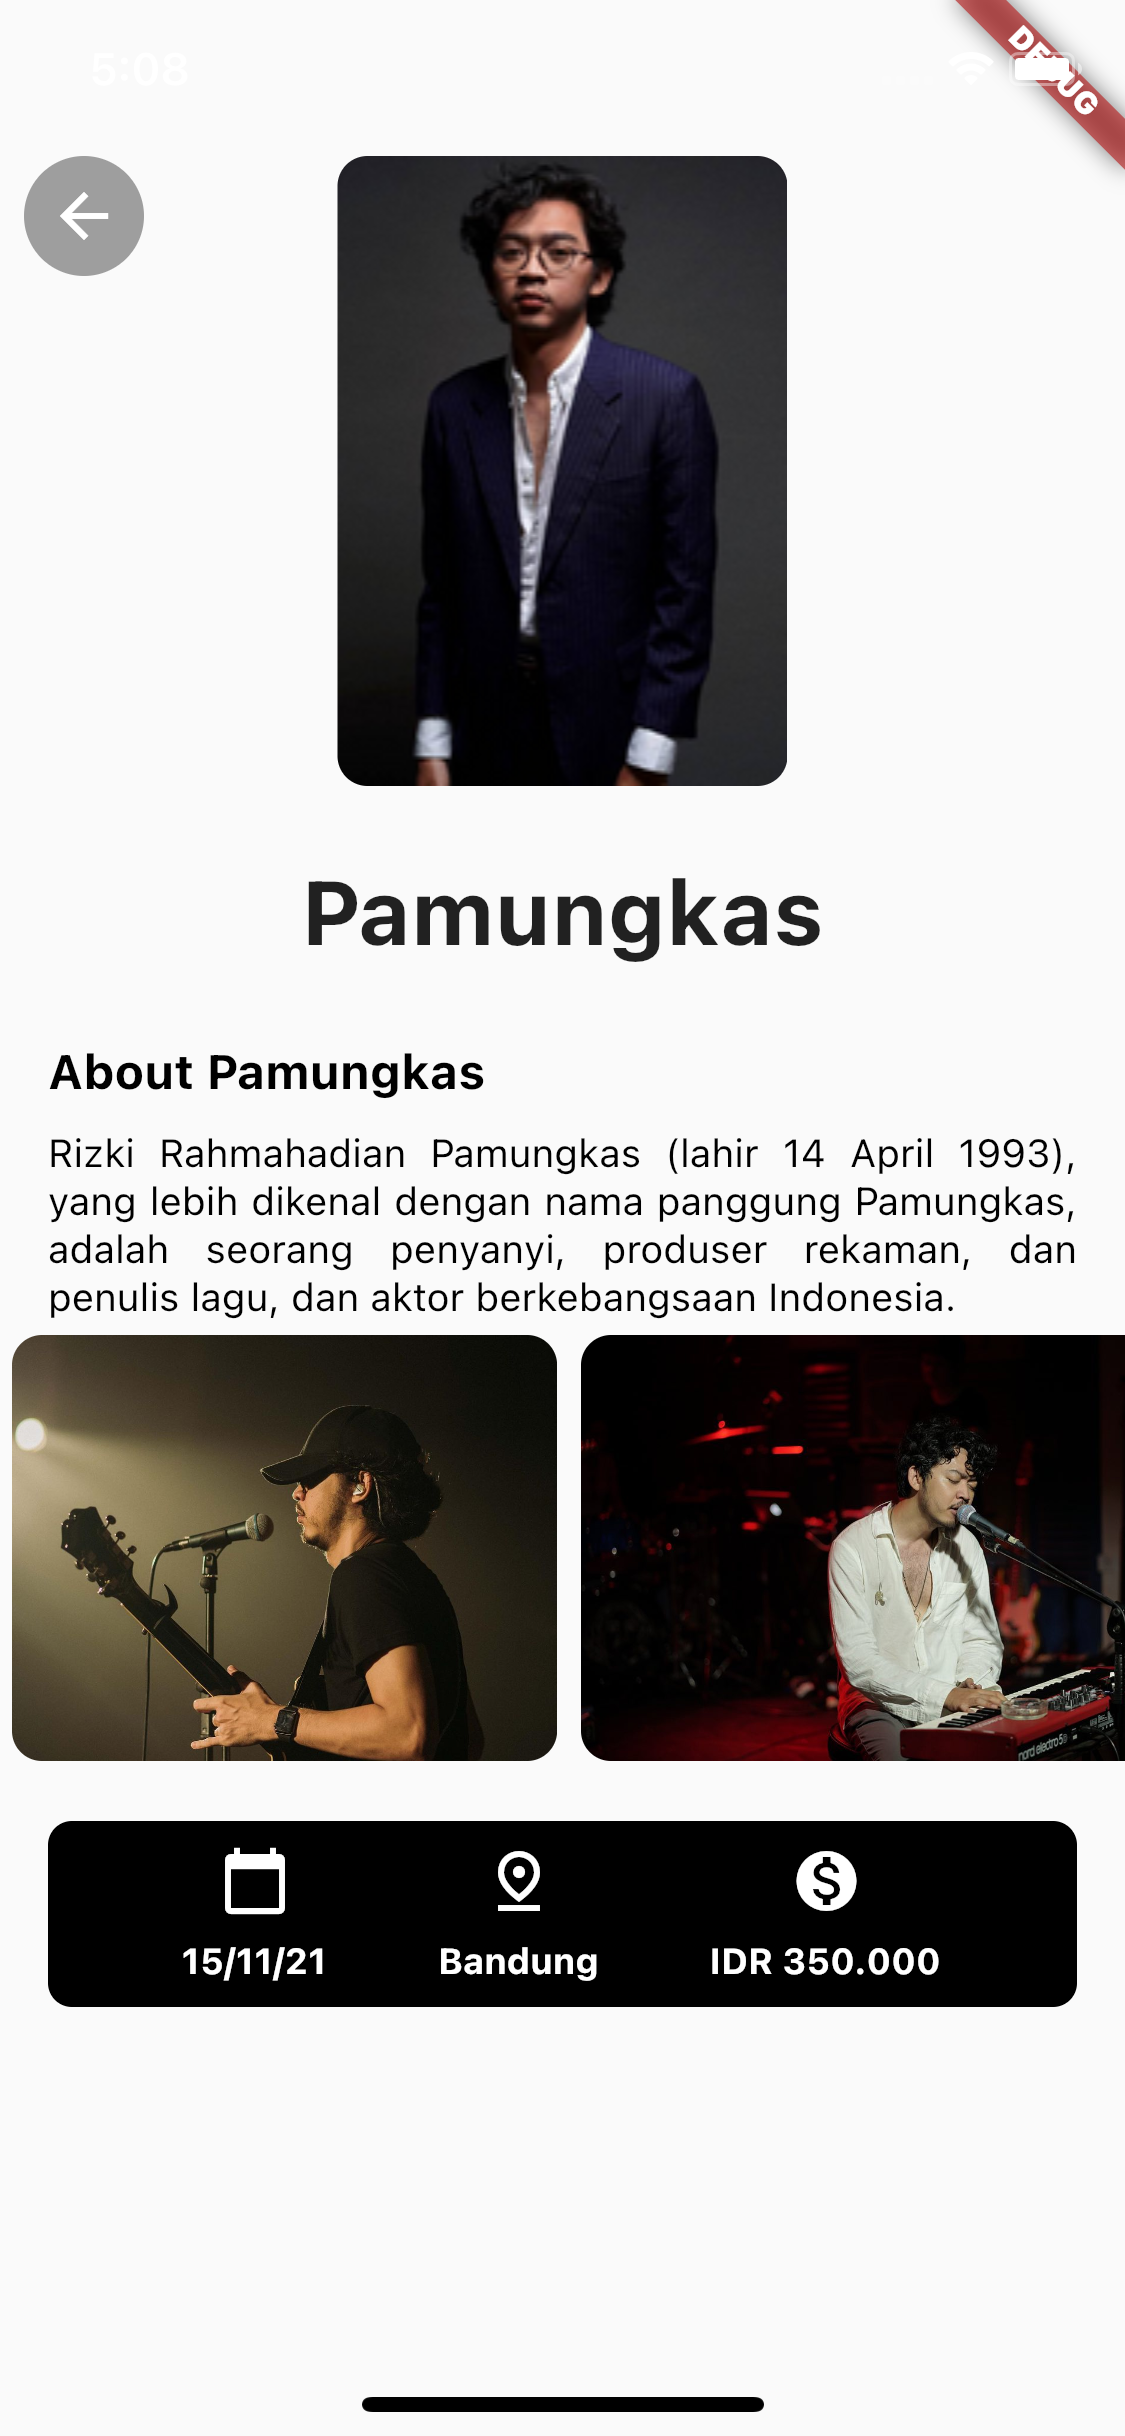 5:08
DEBUG
Pamungkas
About Pamungkas
Rizki Rahmahadian Pamungkas (lahir 14 April 1993),
yang lebih dikenal dengan nama panggung Pamungkas,
adalah seorang penyanyi, produser rekaman, dan
penulis lagu, dan aktor berkebangsaan Indonesia.
nord electro 5
15/11/21 Bandung IDR 350.000